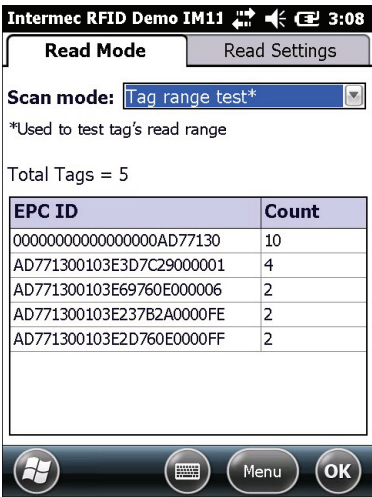 Intermec RFID Demo IM11 3:08
Read Mode Read Settings
Scan mode: Tag range test*
*Used to test tag's read range
Total Tags = 5
EPC ID Count
00000000000000000AD77130 10
AD771300103E3D7C29000001 4
AD771300103E69760E000006 2
AD771300103E237B2A0000FE 2
AD771300103E2D760E0000FF 2
Menu OK